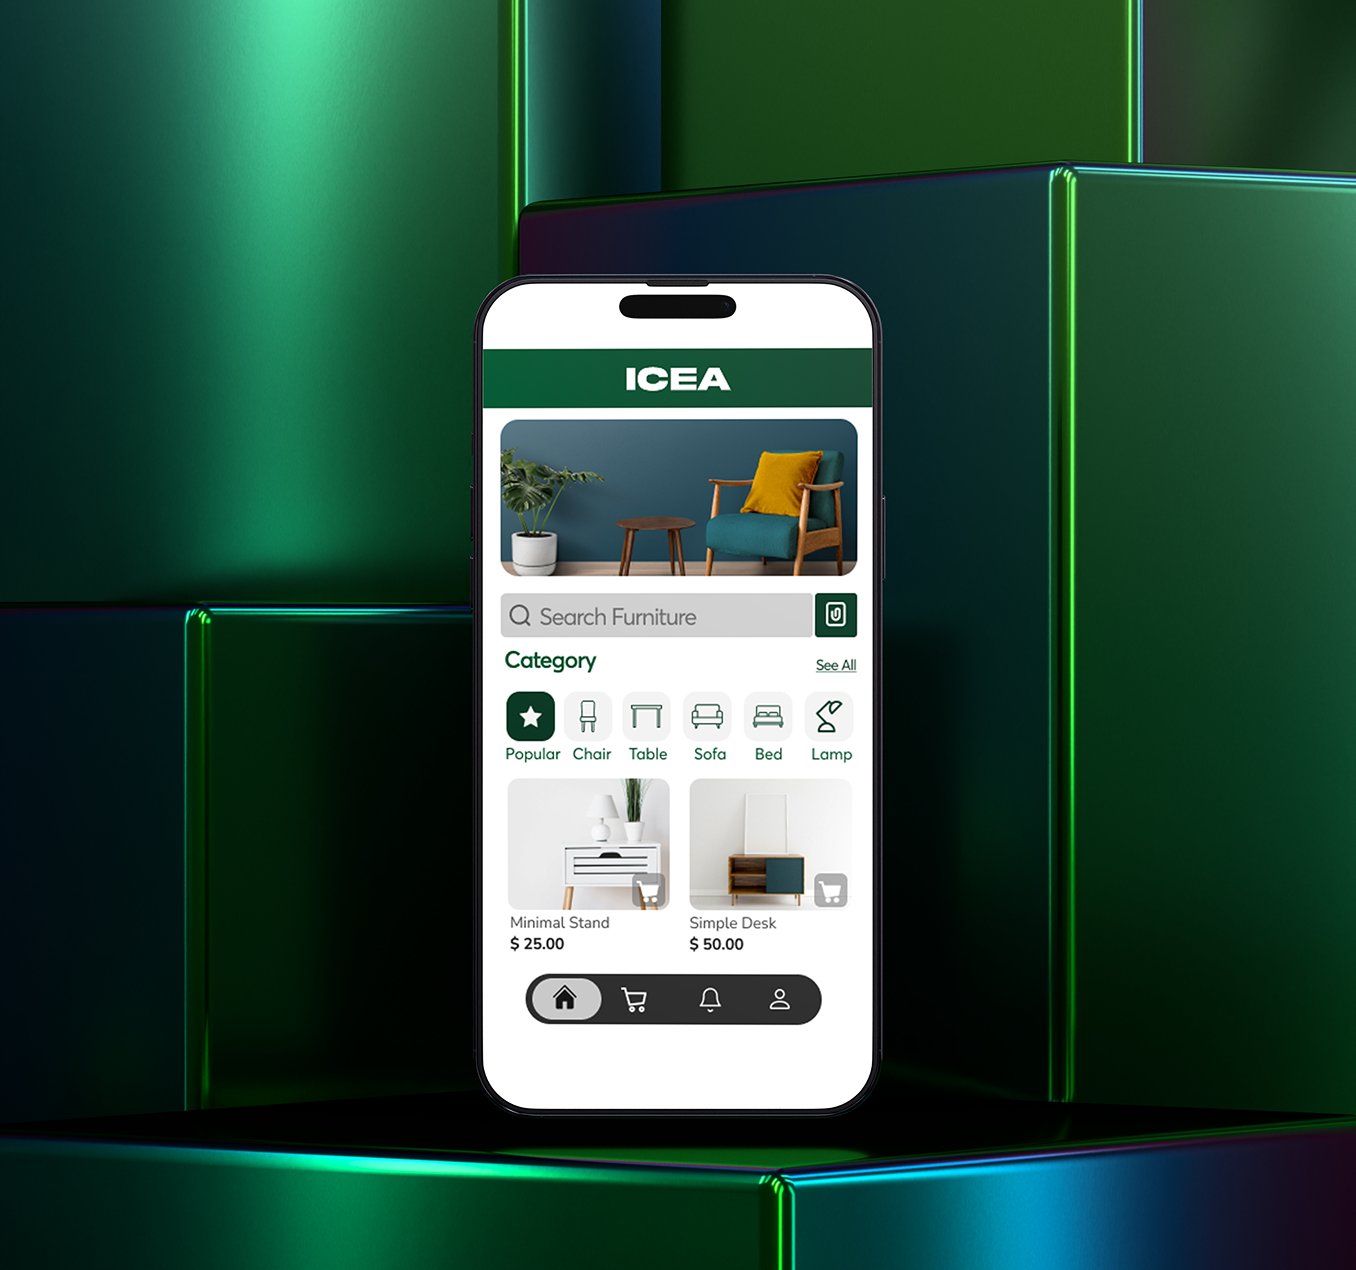 ICEA
Search Furniture
Category
See All
Popular Chair Table Sofa Bed Lamp
Minimal Stand Simple Desk
$ 25.00 $ 50.00